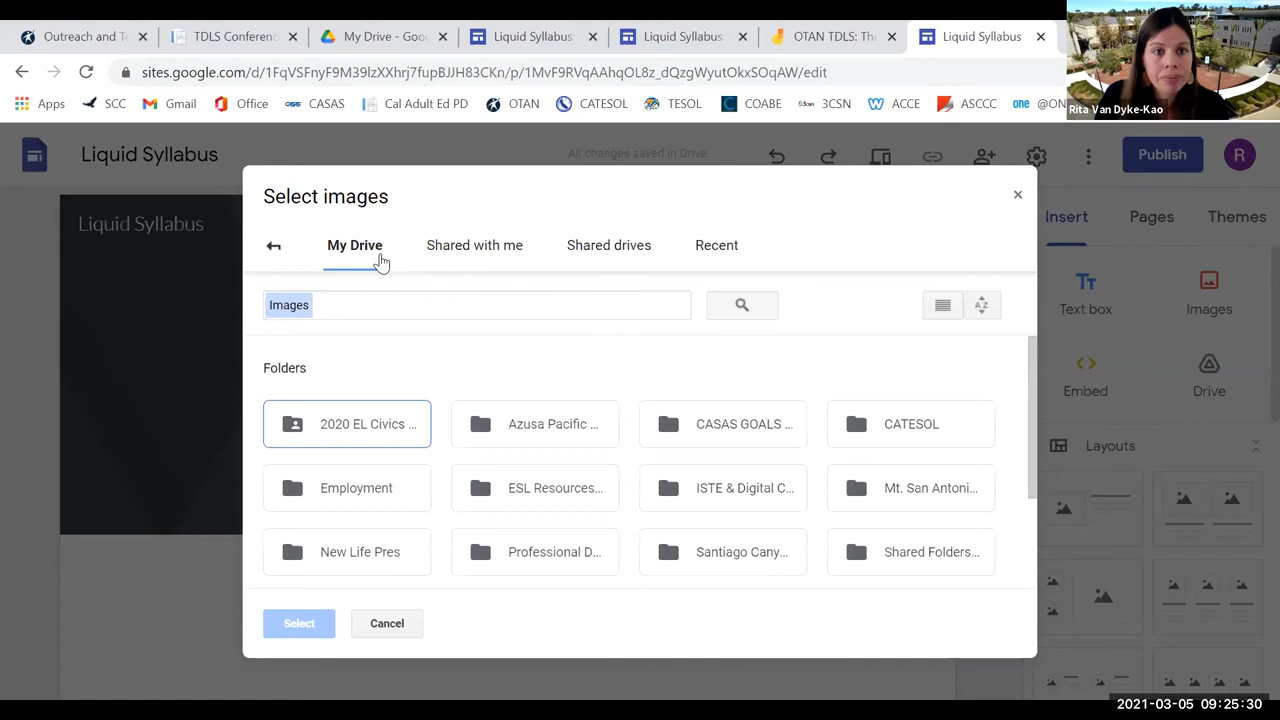 Outreach and Te
TDLS Conferen
My Drive - Goo
Liquid Syllabus
Liquid Syllabus:
OTAN TDLS: The
Liquid Syllabus
sites.google.com/d/1FqVSFnyF9M39IzXXhrj7fupBJJHs3CKn/p/1MvF9RVqAAhqOL8z_dQzgWyutOkxSOqAW/edit
Apps
SCC
Gmail
Office
CASAS
Cal Adult Ed PD
OTAN
CATESOL
TESOL
COABE
3CSN
ACCE
ASCCC
@ON
Rita Van Dyke-Kao
Liquid Syllabus
All changes saved in Drive
Publish
R
Liquid Syllabus
Insert
Pages
Themes
Select images
My Drive
Shared with me
Shared drives
Recent
Images
Text box
Images
Embed
Drive
Layouts
Folders
2020 EL Civics ...
Azusa Pacific ...
CASAS GOALS ...
CATESOL
Employment
ESL Resources...
ISTE & Digital C...
Mt. San Antoni...
New Life Pres
Professional D...
Santiago Cany...
Shared Folders...
Select
Cancel
2021-03-05 09:25:30